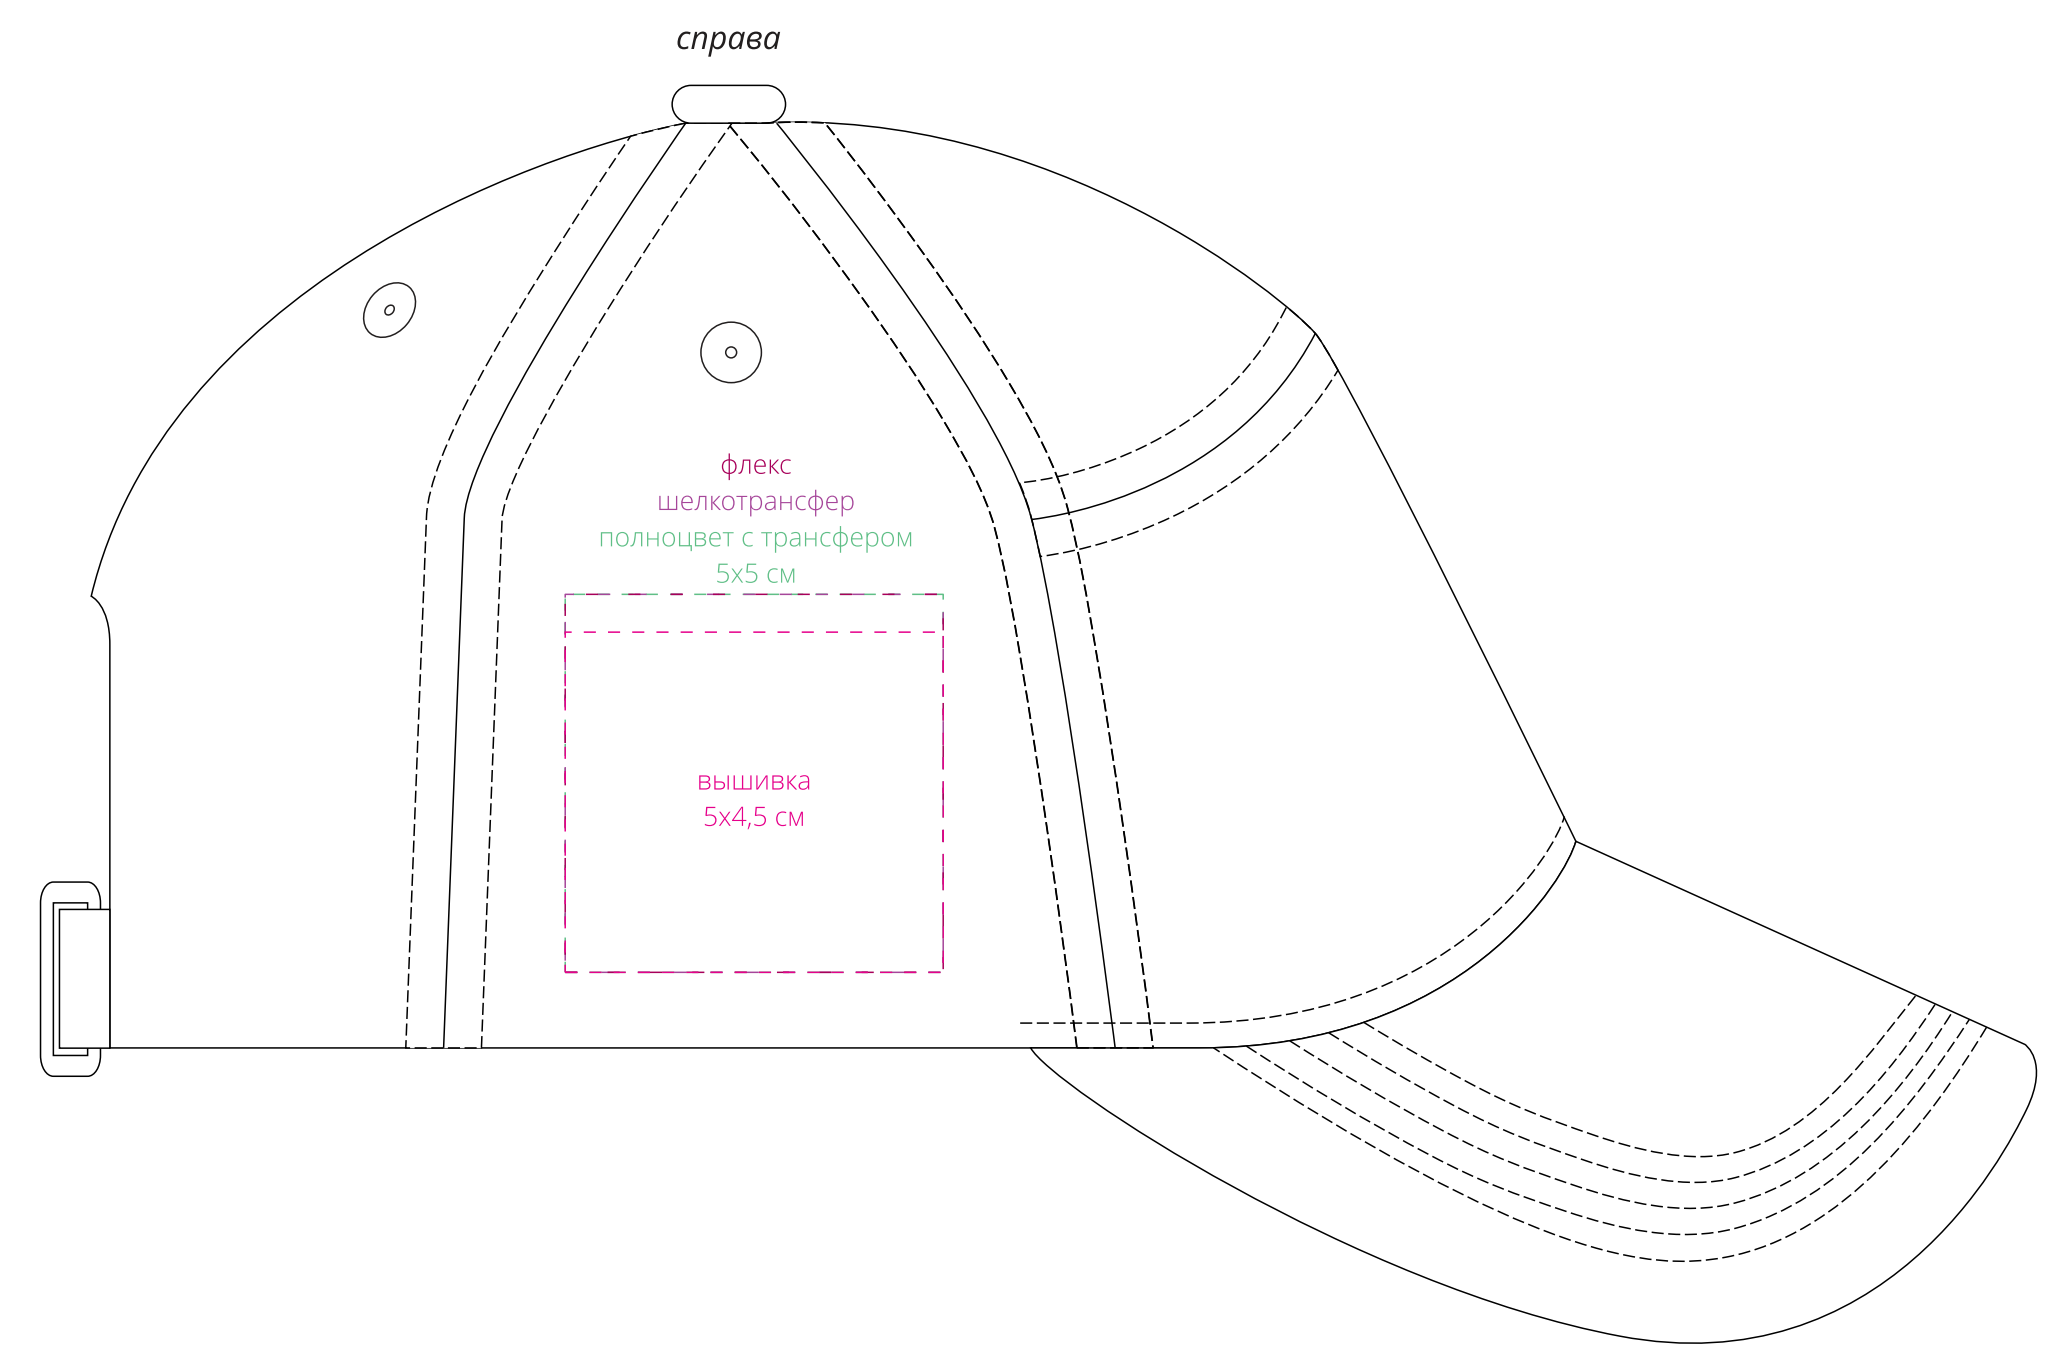 справа
флекс
шелкотрансфер
полноцвет с трансфером
5х5 см
вышивка
5х4,5 см